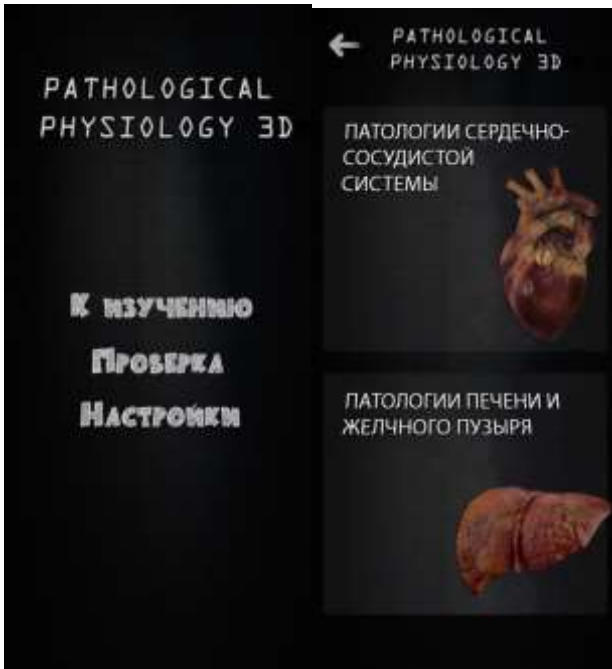 PATHOLOGICAL
PHYSIOLOGY 3D
К изучению
Проверка
Настройки
PATHOLOGICAL
PHYSIOLOGY 3D
ПАТОЛОГИИ СЕРДЕЧНО-
СОСУДИСТОЙ
СИСТЕМЫ
ПАТОЛОГИИ ПЕЧЕНИ И
ЖЕЛЧНОГО ПУЗЫРЯ